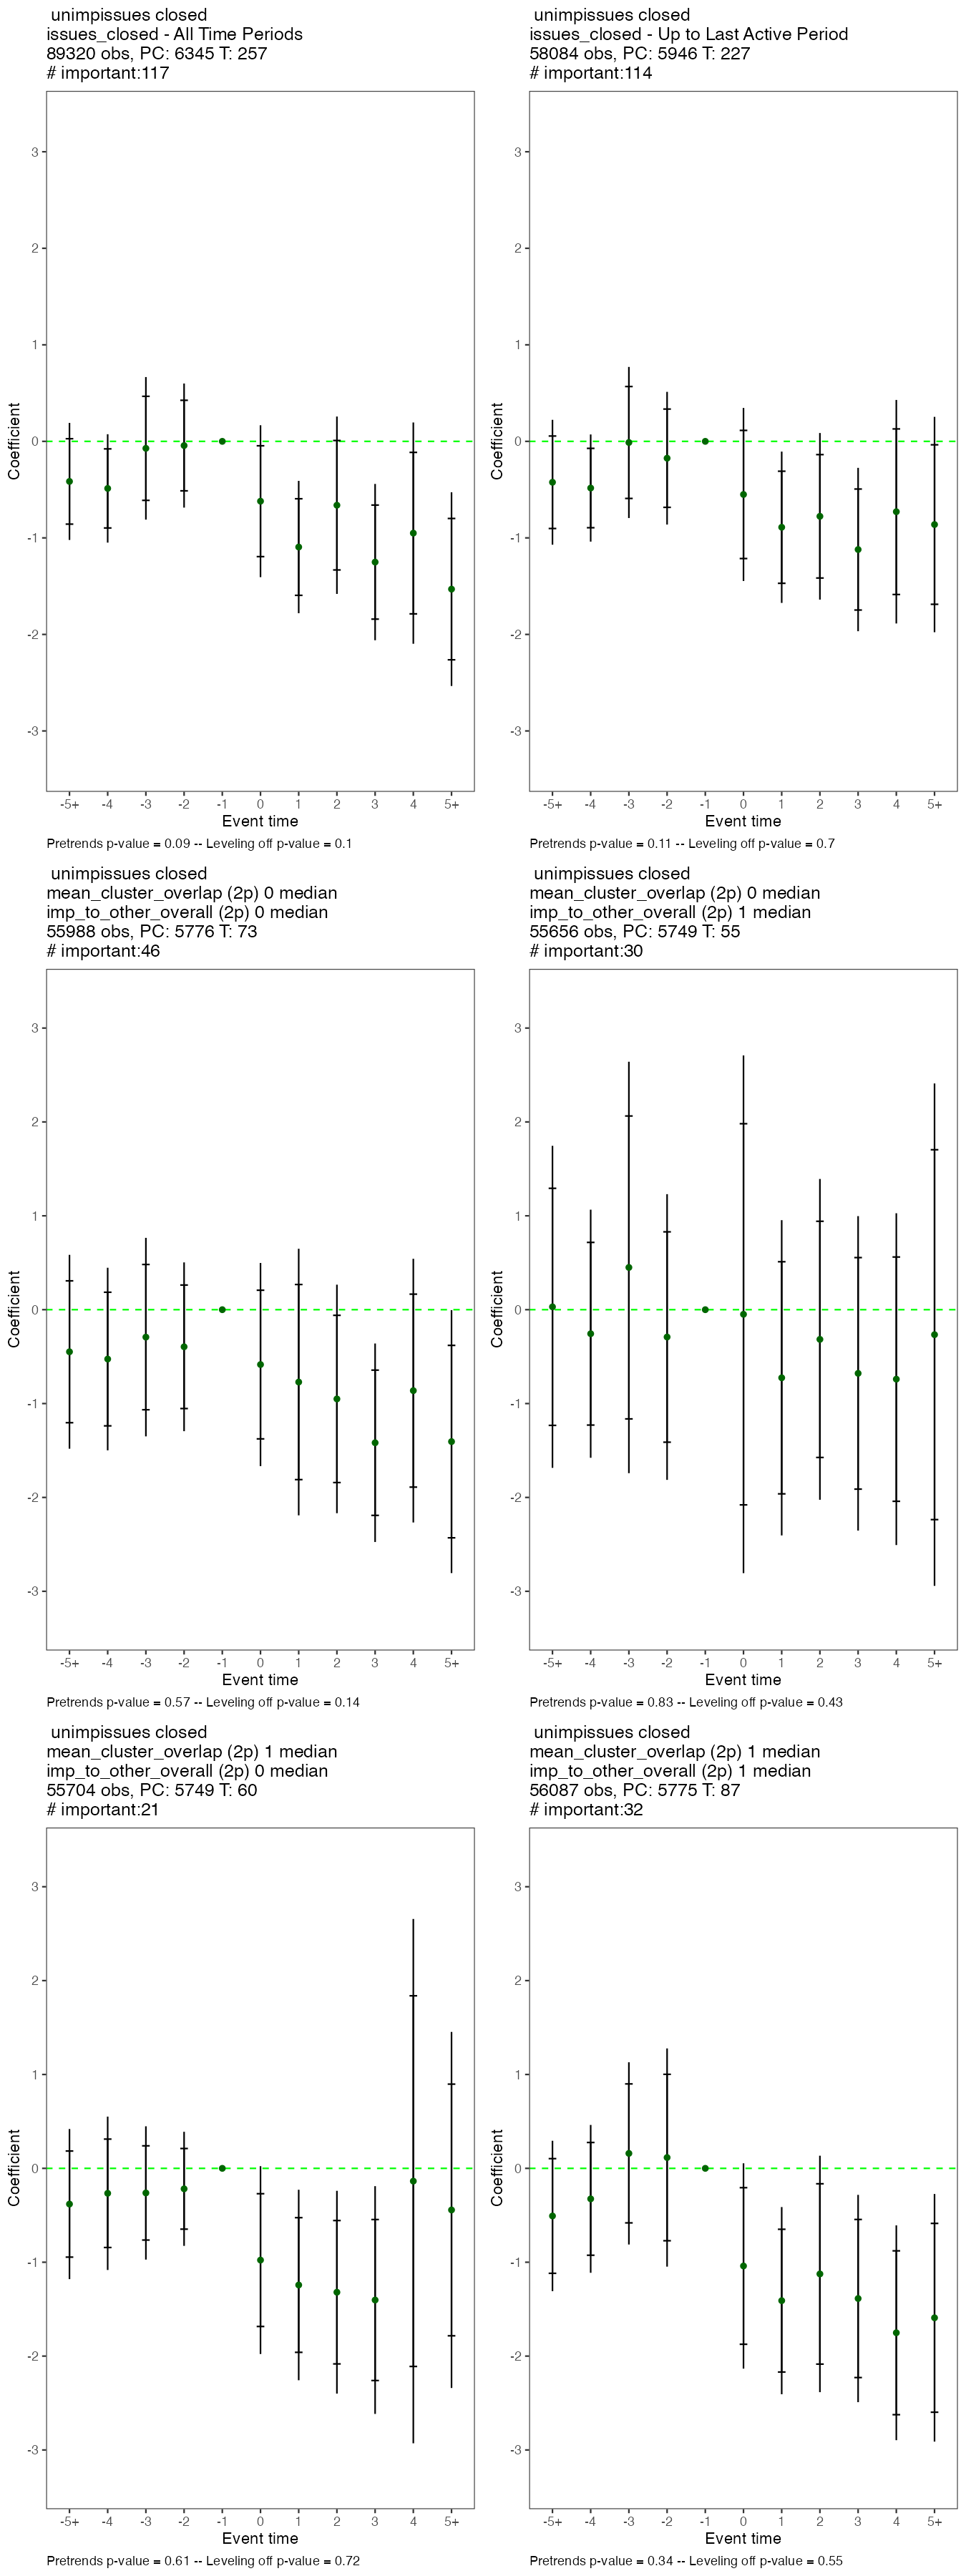 unimpissues closed
issues_closed - All Time Periods
89320 obs, PC: 6345 T: 257
# important:117
3
2
1
0
-1
-2
-3
Coefficient
-5+ -4 -3 -2 -1 0 1 2 3 4 5+
Event time
Pretrends p-value = 0.09 -- Leveling off p-value = 0.1
unimpissues closed
issues_closed - Up to Last Active Period
58084 obs, PC: 5946 T: 227
# important:114
3
2
1
0
-1
-2
-3
Coefficient
-5+ -4 -3 -2 -1 0 1 2 3 4 5+
Event time
Pretrends p-value = 0.11 -- Leveling off p-value = 0.7
unimpissues closed
mean_cluster_overlap (2p) 0 median
imp_to_other_overall (2p) 0 median
55988 obs, PC: 5776 T: 73
# important:46
3
2
1
0
-1
-2
-3
Coefficient
-5+ -4 -3 -2 -1 0 1 2 3 4 5+
Event time
Pretrends p-value = 0.57 -- Leveling off p-value = 0.14
unimpissues closed
mean_cluster_overlap (2p) 0 median
imp_to_other_overall (2p) 1 median
55656 obs, PC: 5749 T: 55
# important:30
3
2
1
0
-1
-2
-3
Coefficient
-5+ -4 -3 -2 -1 0 1 2 3 4 5+
Event time
Pretrends p-value = 0.83 -- Leveling off p-value = 0.43
unimpissues closed
mean_cluster_overlap (2p) 1 median
imp_to_other_overall (2p) 0 median
55704 obs, PC: 5749 T: 60
# important:21
3
2
1
0
-1
-2
-3
Coefficient
-5+ -4 -3 -2 -1 0 1 2 3 4 5+
Event time
Pretrends p-value = 0.61 -- Leveling off p-value = 0.72
unimpissues closed
mean_cluster_overlap (2p) 1 median
imp_to_other_overall (2p) 1 median
56087 obs, PC: 5775 T: 87
# important:32
3
2
1
0
-1
-2
-3
Coefficient
-5+ -4 -3 -2 -1 0 1 2 3 4 5+
Event time
Pretrends p-value = 0.34 -- Leveling off p-value = 0.55